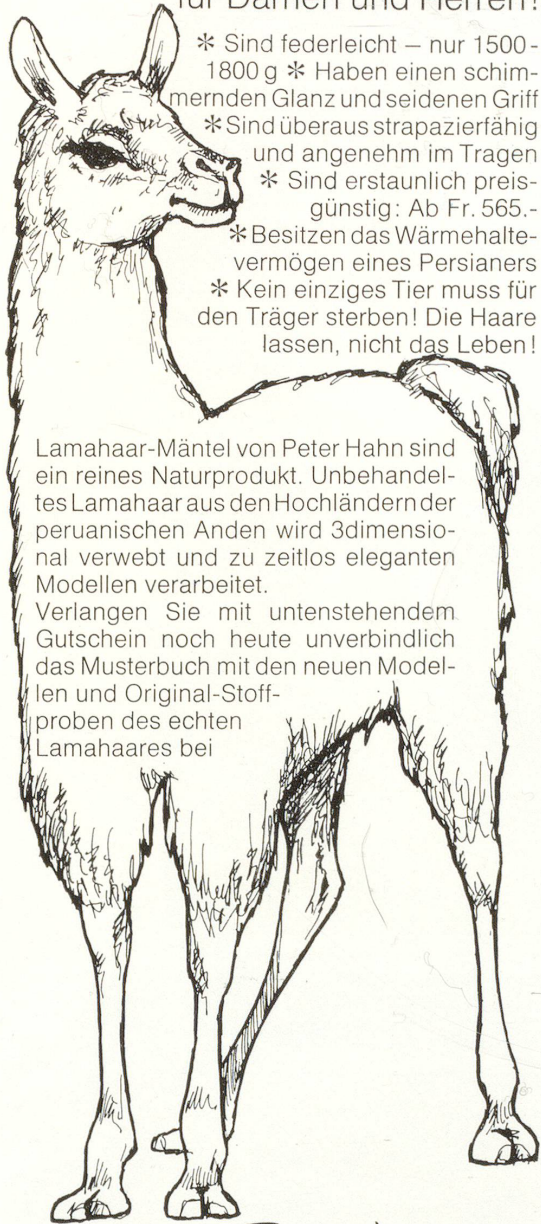 für Damen und Herren!
✻ Sind federleicht – nur 1500-
1800 g ✻ Haben einen schim-
mernden Glanz und seidenen Griff
✻ Sind überaus strapazierfähig
und angenehm im Tragen
✻ Sind erstaunlich preis-
günstig: Ab Fr. 565.-
✻ Besitzen das Wärmehalte-
vermögen eines Persianers
✻ Kein einziges Tier muss für
den Träger sterben! Die Haare
lassen, nicht das Leben!
Lamahaar-Mäntel von Peter Hahn sind
ein reines Naturprodukt. Unbehandel-
tes Lamahaar aus den Hochländern der
peruanischen Anden wird 3dimensio-
nal verwebt und zu zeitlos eleganten
Modellen verarbeitet.
Verlangen Sie mit untenstehendem
Gutschein noch heute unverbindlich
das Musterbuch mit den neuen Model-
len und Original-Stoff-
proben des echten
Lamahaares bei